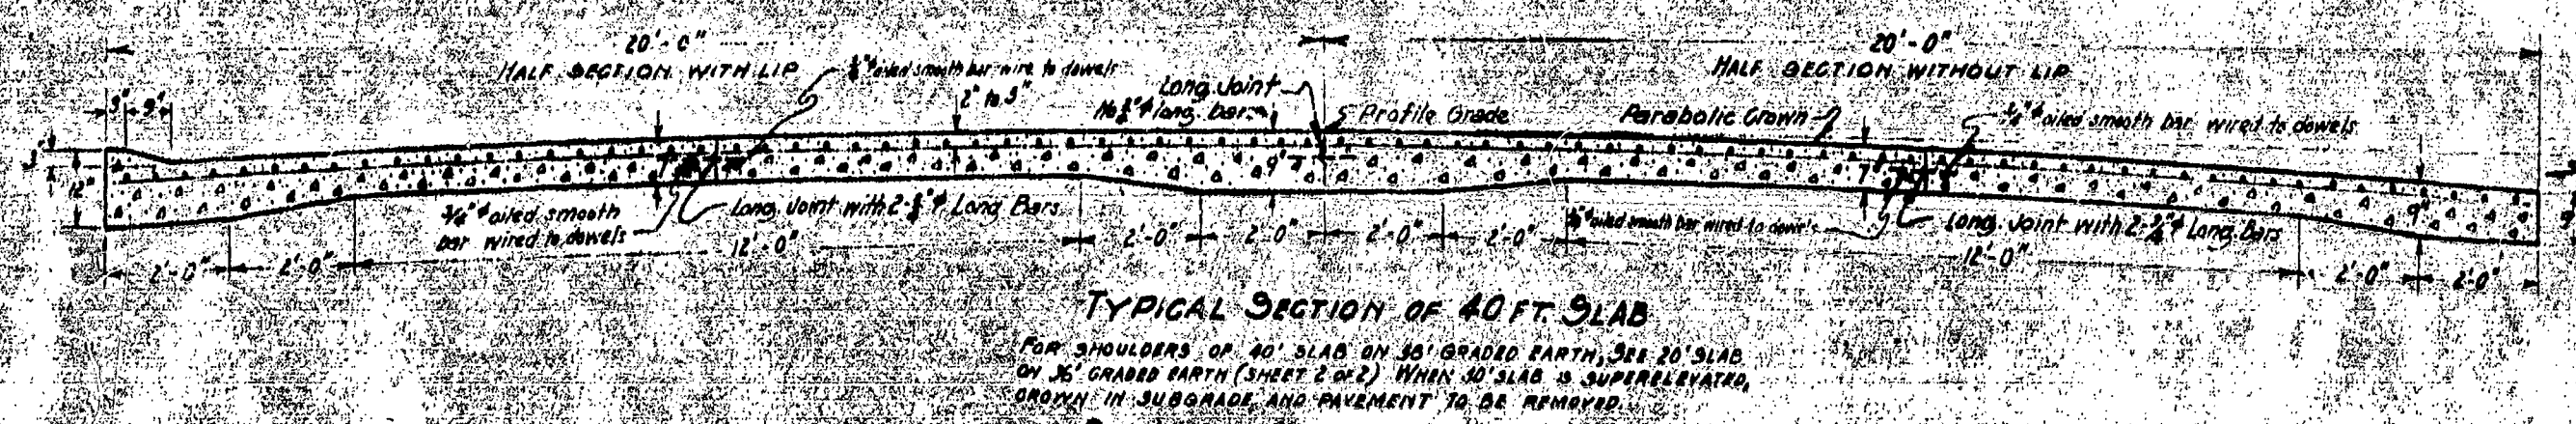 20'-0"
20'-0"
HALF SECTION WITH LIP
HALF SECTION WITHOUT LIP
oiled smooth bar wire to dowels
Long. Joint
2" to 3"
long. bar
Profile Grade
Parabolic Crown
oiled smooth bar wired to dowels
3" 9"
12"
7"
9"
7"
9"
9"
oiled smooth
bar wired to dowels
Long. Joint with 2- Long Bars
oiled smooth bar wired to dowels
Long. Joint with 2- Long Bars
2'-0" 2'-0" 12'-0" 2'-0" 2'-0" 2'-0" 2'-0" 12'-0" 2'-0" 2'-0"
TYPICAL SECTION OF 40 FT. SLAB
FOR SHOULDERS OF 40' SLAB ON GRADED EARTH, SEE 20' SLAB
ON 36' GRADED EARTH (SHEET 2 OF 2) WHEN SLAB IS SUPERELEVATED,
CROWN IN SUBGRADE AND PAVEMENT TO BE REMOVED.